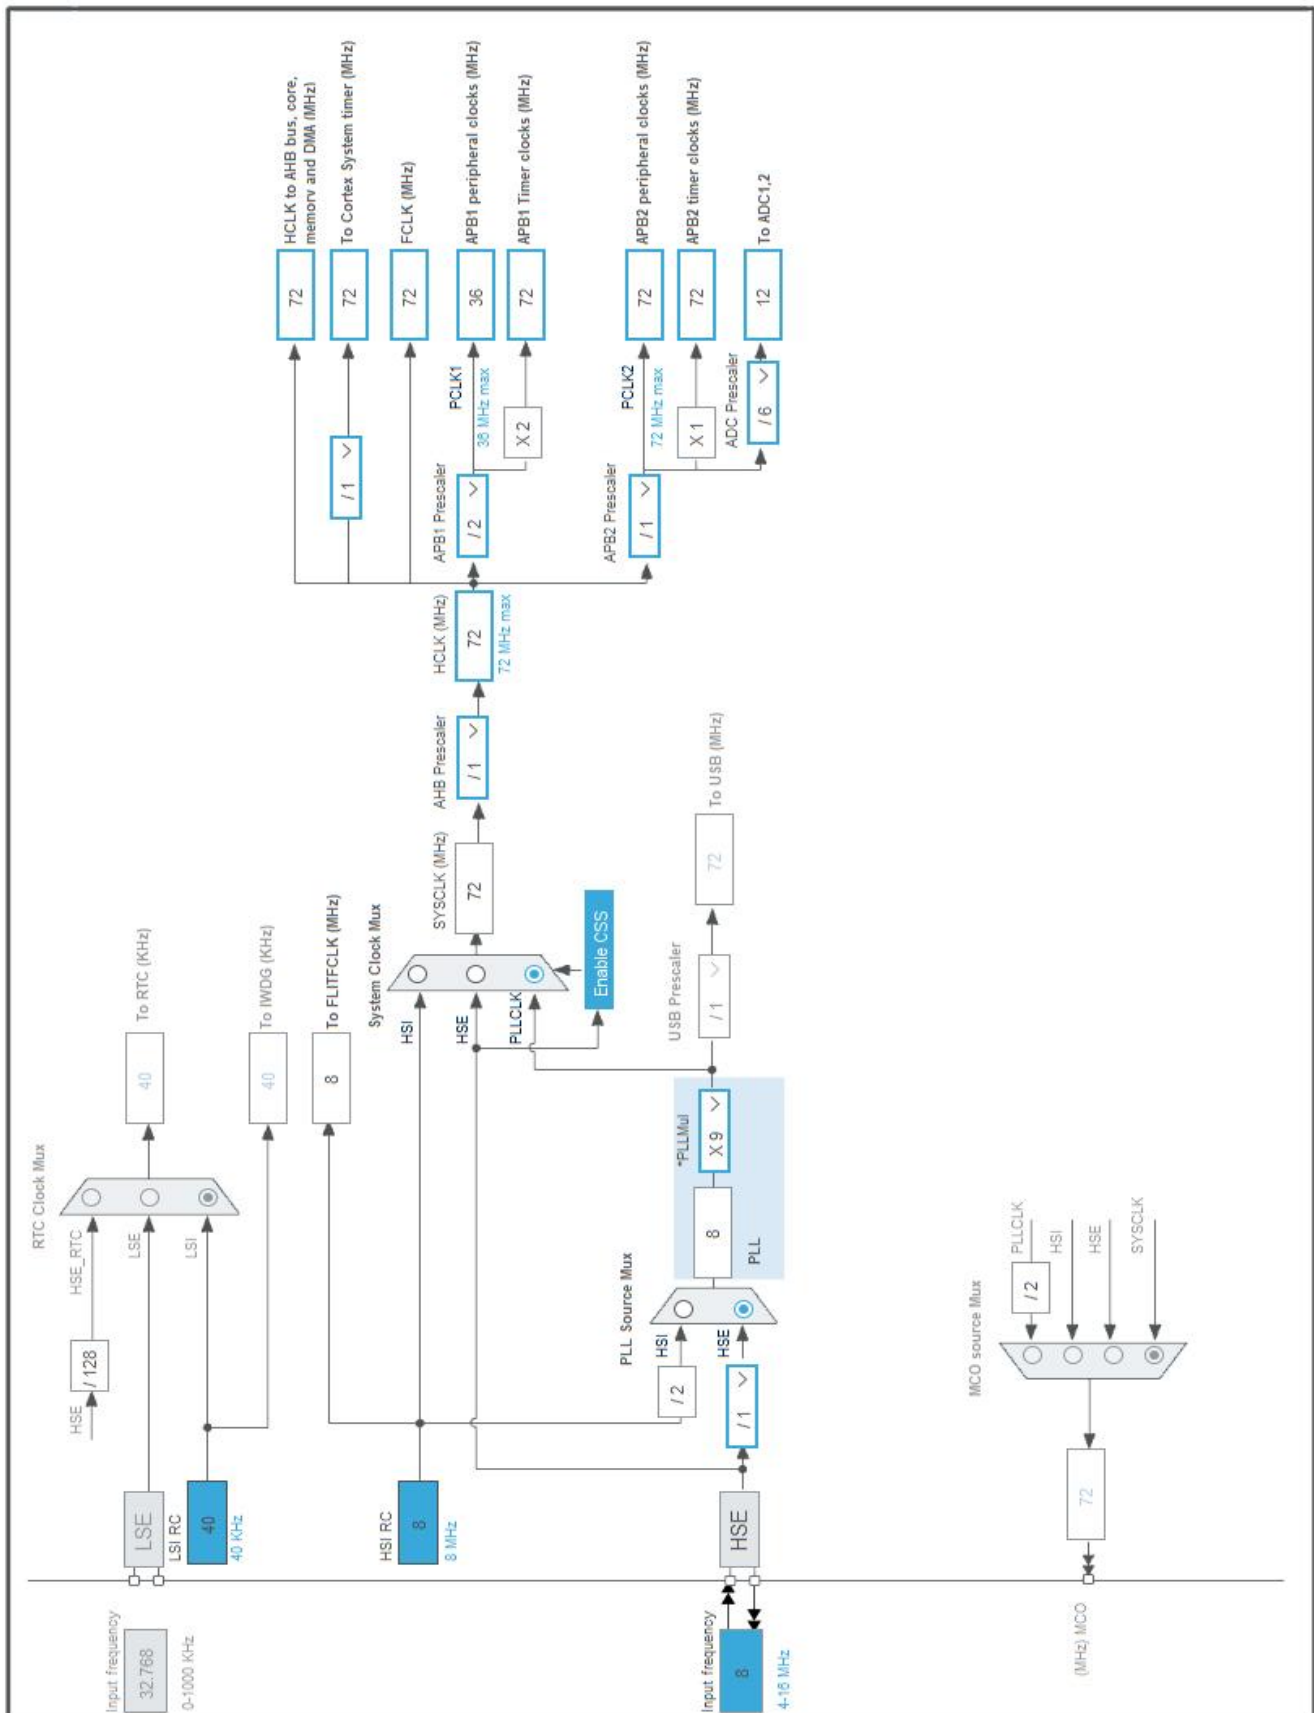 Input frequency
32.768
0-1000 KHz
LSE
LSI RC
40
40 KHz
HSE
/ 128
HSE_RTC
LSE
LSI
RTC Clock Mux
40
To RTC (KHz)
40
To IWDG (KHz)
8
To FLITFCLK (MHz)
HSI RC
8
8 MHz
System Clock Mux
HSI
HSE
PLLCLK
Enable CSS
SYSCLK (MHz)
72
AHB Prescaler
/ 1
HCLK (MHz)
72
72 MHz max
72
HCLK to AHB bus, core,
memory and DMA (MHz)
/ 1
72
To Cortex System timer (MHz)
72
FCLK (MHz)
APB1 Prescaler
/ 2
PCLK1
36 MHz max
36
APB1 peripheral clocks (MHz)
X 2
72
APB1 Timer clocks (MHz)
APB2 Prescaler
/ 1
PCLK2
72 MHz max
72
APB2 peripheral clocks (MHz)
X 1
72
APB2 timer clocks (MHz)
ADC Prescaler
/ 6
12
To ADC1,2
Input frequency
8
4-16 MHz
HSE
/ 2
/ 1
PLL Source Mux
HSI
HSE
8
*PLLMul
X 9
PLL
USB Prescaler
/ 1
72
To USB (MHz)
(MHz) MCO
72
MCO source Mux
/ 2
PLLCLK
HSI
HSE
SYSCLK